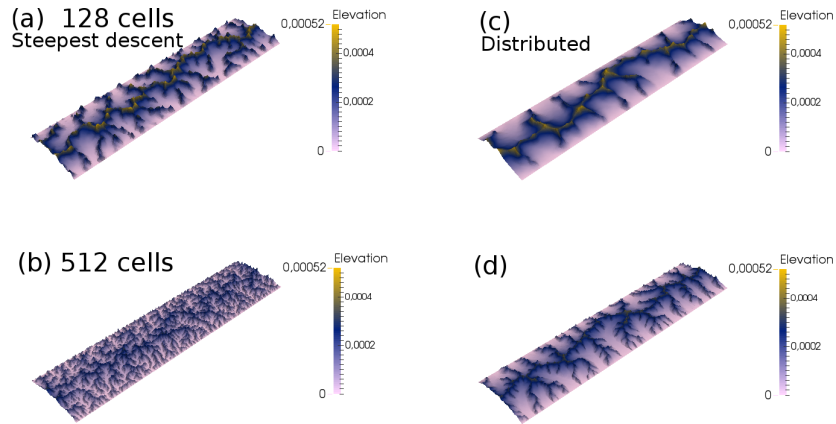 (a) 128 cells
Steepest descent
0,00052
Elevation
0,0004
0,0002
0
(c)
Distributed
0,00052
Elevation
0,0004
0,0002
0
(b) 512 cells
0,00052
Elevation
0,0004
0,0002
0
(d)
0,00052
Elevation
0,0004
0,0002
0